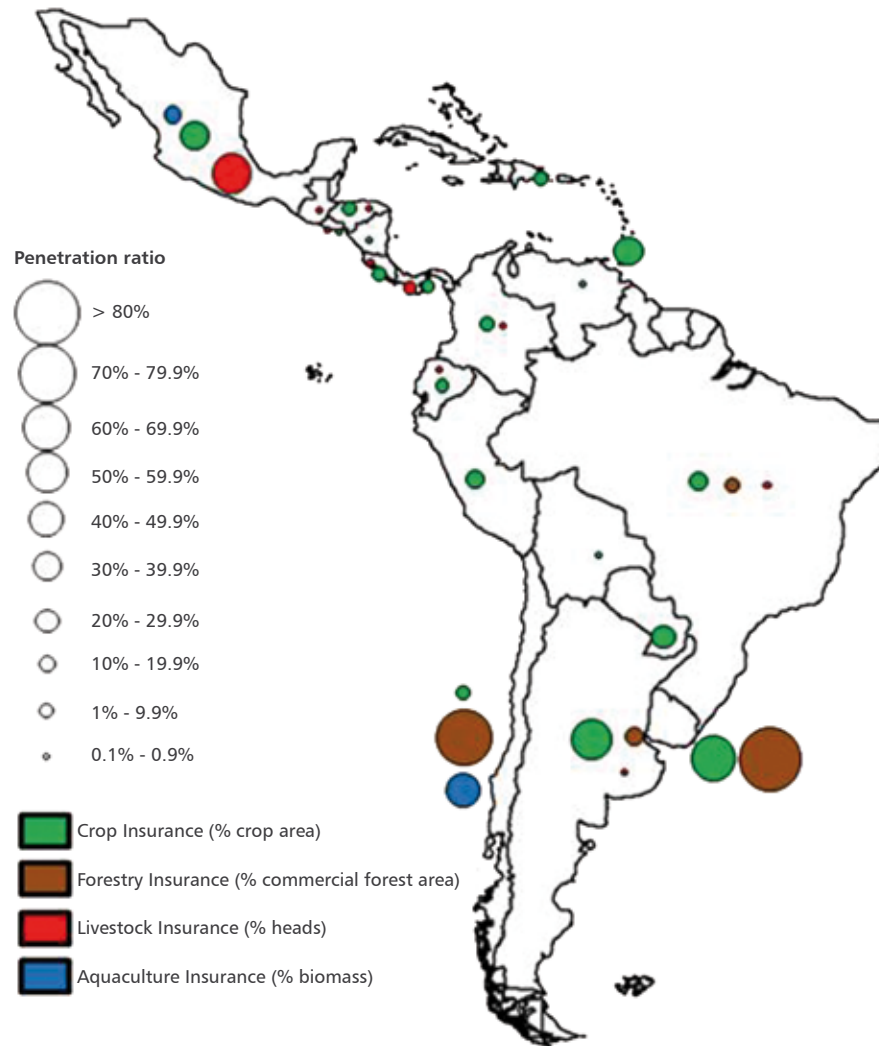 Penetration ratio
> 80%
70% - 79.9%
60% - 69.9%
50% - 59.9%
40% - 49.9%
30% - 39.9%
20% - 29.9%
10% - 19.9%
1% - 9.9%
0.1% - 0.9%
Crop Insurance (% crop area)
Forestry Insurance (% commercial forest area)
Livestock Insurance (% heads)
Aquaculture Insurance (% biomass)